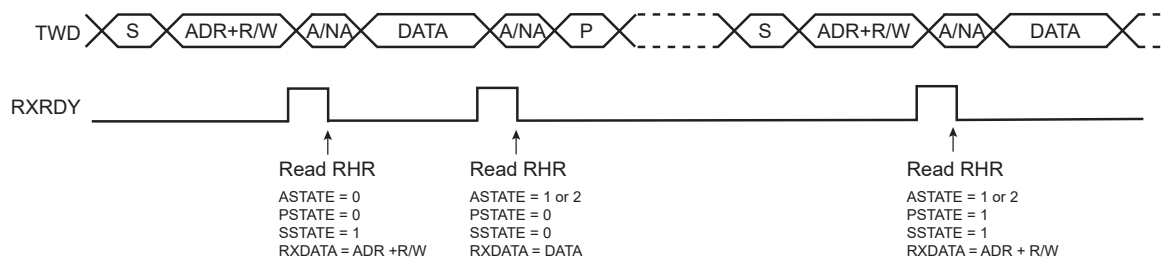 TWD S ADR+R/W A/NA DATA A/NA P S ADR+R/W A/NA DATA
RXRDY
Read RHR
ASTATE = 0
PSTATE = 0
SSTATE = 1
RXDATA = ADR +R/W
Read RHR
ASTATE = 1 or 2
PSTATE = 0
SSTATE = 0
RXDATA = DATA
Read RHR
ASTATE = 1 or 2
PSTATE = 1
SSTATE = 1
RXDATA = ADR + R/W